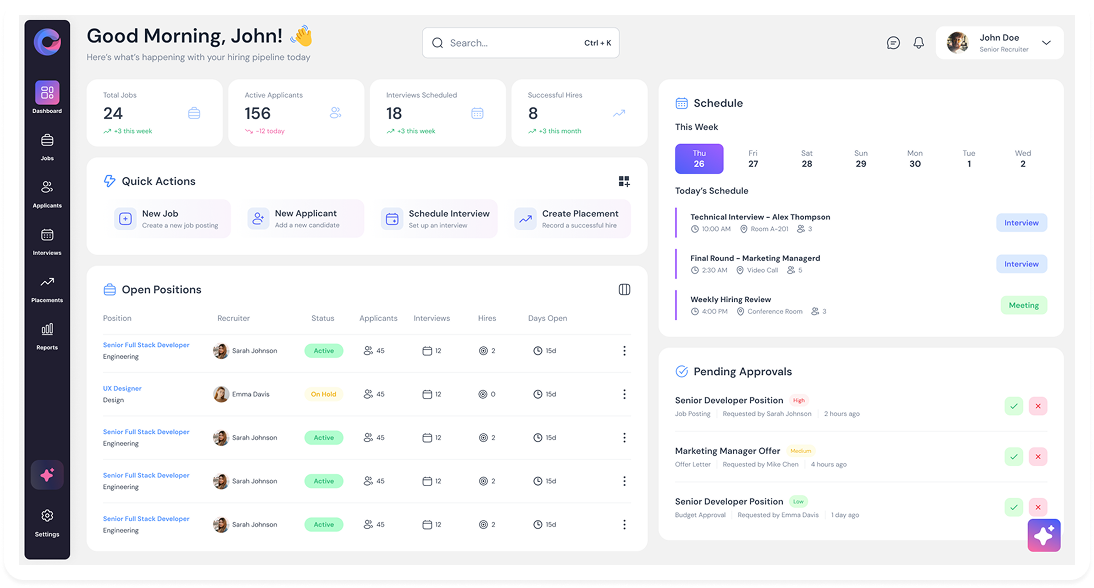 Good Morning, John! 👋
Here's what's happening with your hiring pipeline today
Search...
Ctrl + K
John Doe
Senior Recruiter
Dashboard
Jobs
Applicants
Interviews
Placements
Reports
Settings
Total Jobs
24
+3 this week
Active Applicants
156
-12 today
Interviews Scheduled
18
+3 this week
Successful Hires
8
+3 this month
Quick Actions
New Job
Create a new job posting
New Applicant
Add a new candidate
Schedule Interview
Set up an interview
Create Placement
Record a successful hire
Open Positions
Position Recruiter Status Applicants Interviews Hires Days Open
Senior Full Stack Developer
Engineering
Sarah Johnson Active 45 12 2 15d
UX Designer
Design
Emma Davis On Hold 45 12 0 15d
Senior Full Stack Developer
Engineering
Sarah Johnson Active 45 12 2 15d
Senior Full Stack Developer
Engineering
Sarah Johnson Active 45 12 2 15d
Senior Full Stack Developer
Engineering
Sarah Johnson Active 45 12 2 15d
Schedule
This Week
Thu Fri Sat Sun Mon Tue Wed
26 27 28 29 30 1 2
Today's Schedule
Technical Interview - Alex Thompson
10:00 AM Room A-201 3
Interview
Final Round - Marketing Managerd
2:30 AM Video Call 5
Interview
Weekly Hiring Review
4:00 PM Conference Room 3
Meeting
Pending Approvals
Senior Developer Position High
Job Posting Requested by Sarah Johnson 2 hours ago
Marketing Manager Offer Medium
Offer Letter Requested by Mike Chen 4 hours ago
Senior Developer Position Low
Budget Approval Requested by Emma Davis 1 day ago